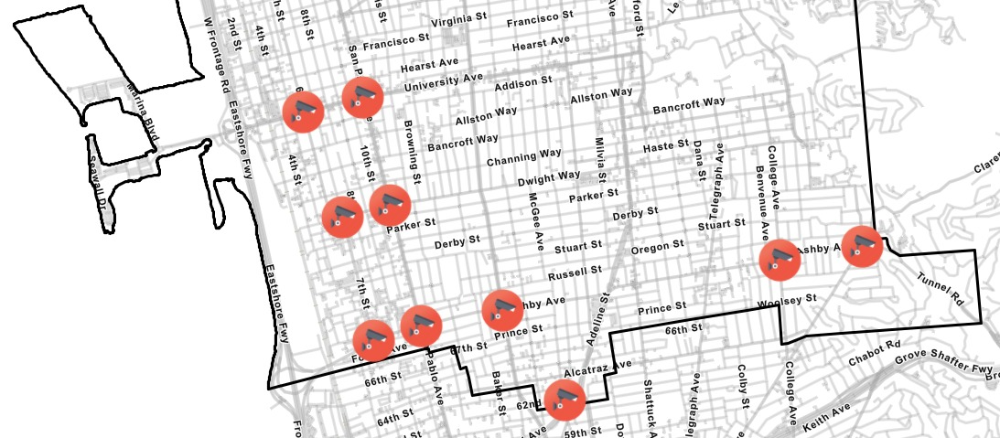 Virginia St
Francisco St
8th St
2nd St
4th St
W Frontage Rd
Francisco St
Hearst Ave
Hearst Ave
University Ave
Addison St
Allston Way
Allston Way
Bancroft Way
Marina Blvd
Eastshore Fwy
Browning St
Bancroft Way
Milvia St
Haste St
Dana St
Telegraph Ave
College Ave
Benvenue Ave
Channing Way
Dwight Way
4th St
10th St
Seawall Dr
Parker St
Parker St
McGee Ave
Derby St
Stuart St
Derby St
Stuart St
Oregon St
Russell St
Eastshore Fwy
7th St
Prince St
Adeline St
Prince St
Woolsey St
Tunnel Rd
66th St
67th St
Pablo Ave
66th St
Alcatraz Ave
Baker St
62nd
64th St
59th St
Shattuck A
Colby St
College Ave
Chabot Rd
Grove Shafter Fwy
Keith Ave